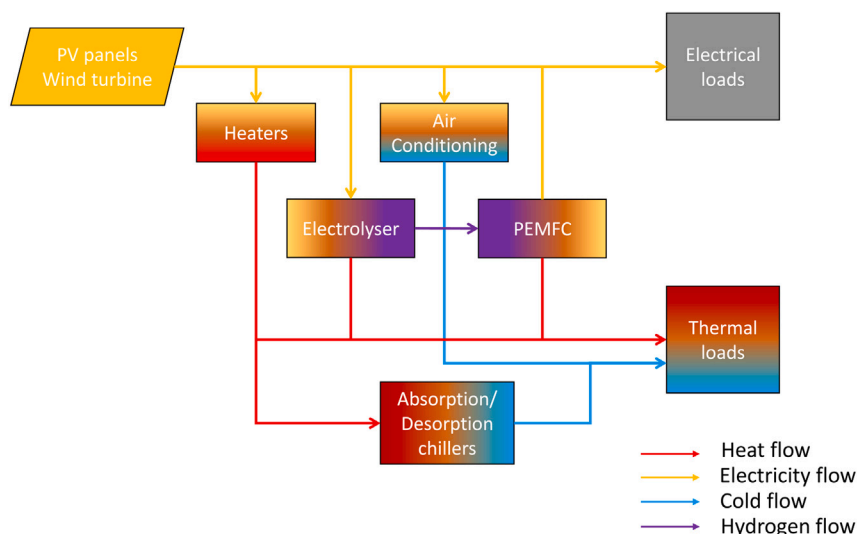 PV panels
Wind turbine
Electrical
loads
Heaters
Air
Conditioning
Electrolyser
PEMFC
Thermal
loads
Absorption/
Desorption
chillers
Heat flow
Electricity flow
Cold flow
Hydrogen flow